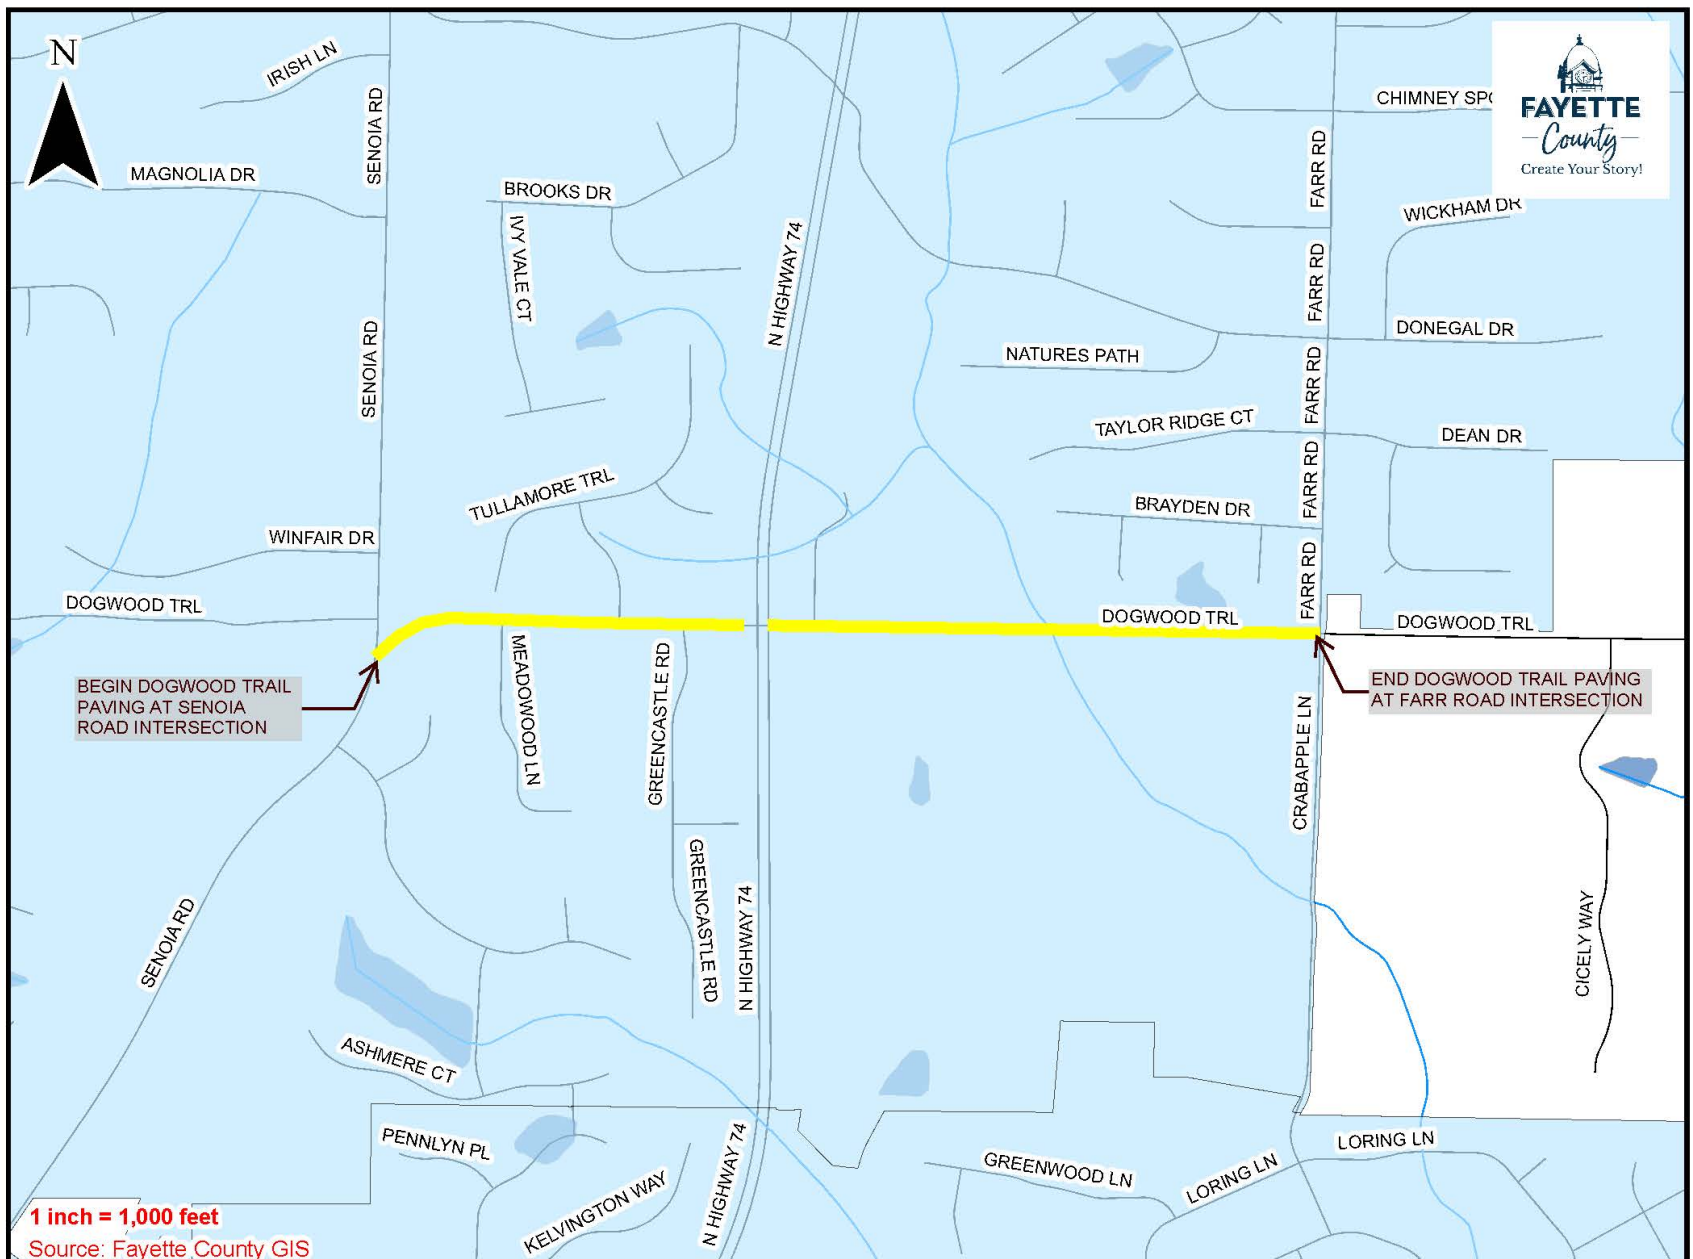 N
IRISH LN
SENOIA RD
MAGNOLIA DR
BROOKS DR
IVY VALE CT
N HIGHWAY 74
FARR RD
CHIMNEY
FAYETTE
County
Create Your Story!
WICKHAM DR
FARR RD
DONEGAL DR
SENOIA RD
NATURES PATH
FARR RD
TAYLOR RIDGE CT
DEAN DR
FARR RD
TULLAMORE TRL
BRAYDEN DR
WINFAIR DR
FARR RD
DOGWOOD TRL
DOGWOOD TRL
DOGWOOD TRL
BEGIN DOGWOOD TRAIL
PAVING AT SENOIA
ROAD INTERSECTION
MEADOWOOD LN
GREENCASTLE RD
END DOGWOOD TRAIL PAVING
AT FARR ROAD INTERSECTION
CRABAPPLE LN
GREENCASTLE RD
N HIGHWAY 74
SENOIA RD
CICELY WAY
ASHMERE CT
PENNLYN PL
KELVINGTON WAY
N HIGHWAY 74
GREENWOOD LN
LORING LN
LORING LN
1 inch = 1,000 feet
Source: Fayette County GIS